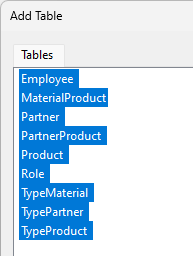 Add Table
Tables
Employee
MaterialProduct
Partner
PartnerProduct
Product
Role
TypeMaterial
TypePartner
TypeProduct